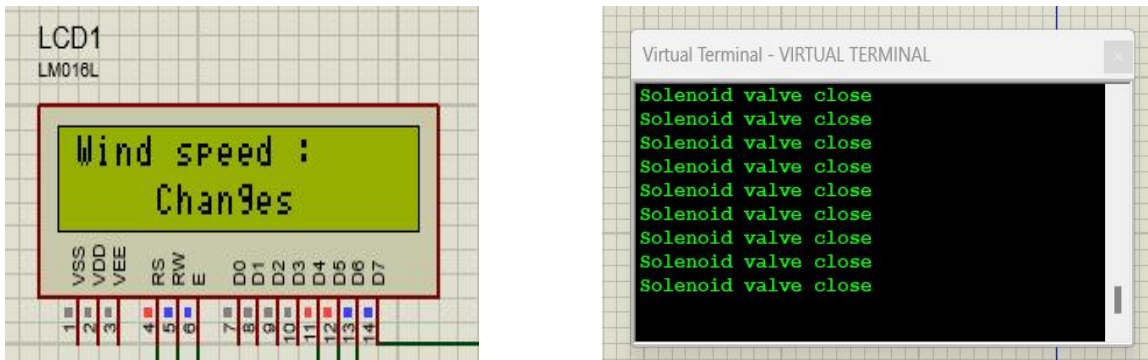 LCD1
LM016L
Wind speed :
Changes
VSS
VDD
VEE
RS
RW
E
D0
D1
D2
D3
D4
D5
D6
D7
1
2
3
4
5
6
7
8
9
10
11
12
13
14
Virtual Terminal - VIRTUAL TERMINAL
x
Solenoid valve close
Solenoid valve close
Solenoid valve close
Solenoid valve close
Solenoid valve close
Solenoid valve close
Solenoid valve close
Solenoid valve close
Solenoid valve close